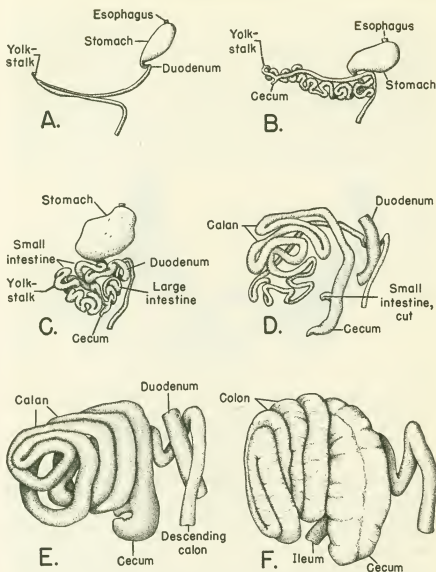 Esophagus
Stomach
Yolk-
stalk
Duodenum
A.
Esophagus
Yolk-
stalk
Cecum
Stomach
B.
Stomach
Small
intestine
Yolk-
stalk
Duodenum
Large
intestine
Cecum
C.
Calan
Duodenum
Small
intestine,
cut
Cecum
D.
Calan
Duodenum
Descending
calon
Cecum
E.
Colon
Ileum
Cecum
F.